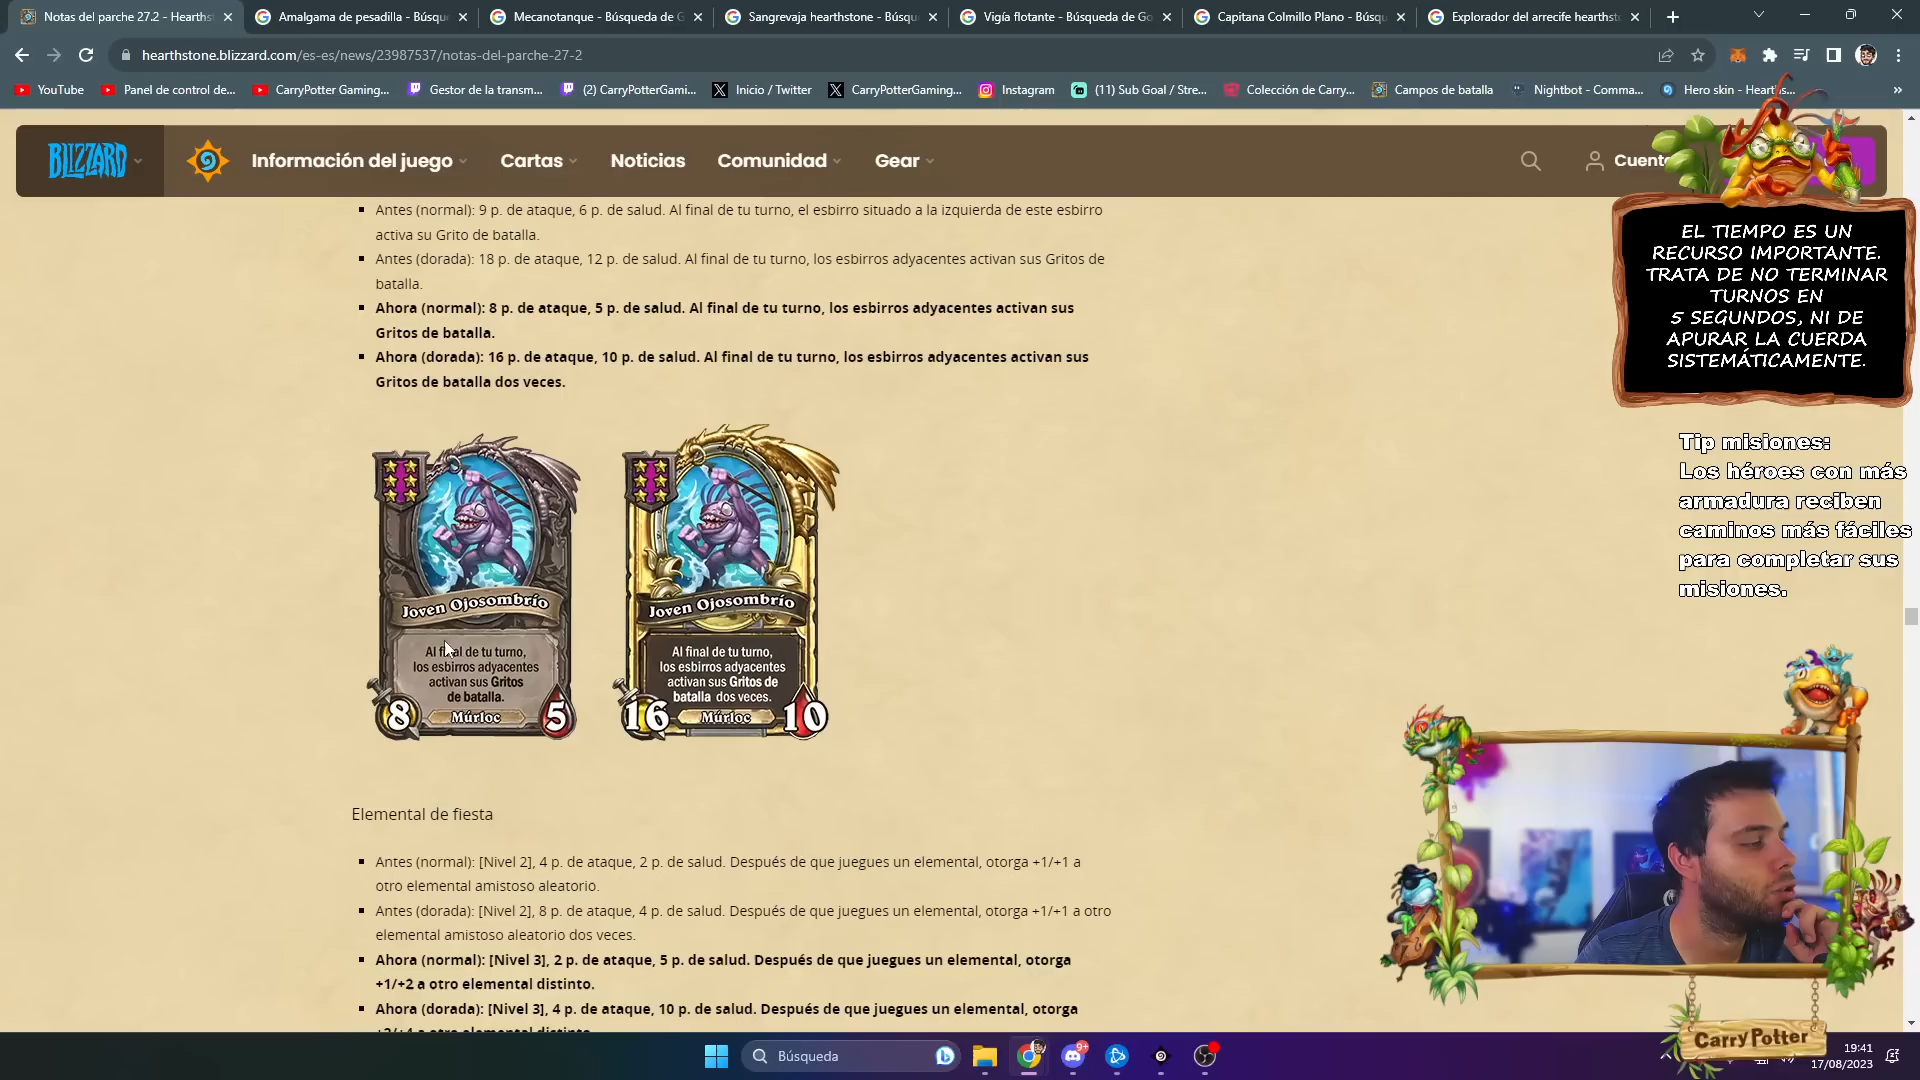 Notas del parche 27.2 - Hearths
Amalgama de pesadilla - Búsqu
Mecanotanque - Búsqueda de G
Sangrevaja hearthstone - Búsqu
Vigía flotante - Búsqueda de Go
Capitana Colmillo Plano - Búsqu
Explorador del arrecife hearthst
hearthstone.blizzard.com/es-es/news/23987537/notas-del-parche-27-2
YouTube
Panel de control de...
CarryPotter Gaming...
Gestor de la transm...
(2) CarryPotterGami...
Inicio / Twitter
CarryPotterGaming...
Instagram
(11) Sub Goal / Stre...
Colección de Carry...
Campos de batalla
Nightbot - Comma...
Hero skin - Hearths...
BLIZZARD
Información del juego
Cartas
Noticias
Comunidad
Gear
Cuenta
Antes (normal): 9 p. de ataque, 6 p. de salud. Al final de tu turno, el esbirro situado a la izquierda de este esbirro
activa su Grito de batalla.
Antes (dorada): 18 p. de ataque, 12 p. de salud. Al final de tu turno, los esbirros adyacentes activan sus Gritos de
batalla.
Ahora (normal): 8 p. de ataque, 5 p. de salud. Al final de tu turno, los esbirros adyacentes activan sus
Gritos de batalla.
Ahora (dorada): 16 p. de ataque, 10 p. de salud. Al final de tu turno, los esbirros adyacentes activan sus
Gritos de batalla dos veces.
Joven Ojosombrío
Al final de tu turno,
los esbirros adyacentes
activan sus Gritos
de batalla.
8
Múrloc
5
Joven Ojosombrío
Al final de tu turno,
los esbirros adyacentes
activan sus Gritos de
batalla dos veces.
16
Múrloc
10
Elemental de fiesta
Antes (normal): [Nivel 2], 4 p. de ataque, 2 p. de salud. Después de que juegues un elemental, otorga +1/+1 a
otro elemental amistoso aleatorio.
Antes (dorada): [Nivel 2], 8 p. de ataque, 4 p. de salud. Después de que juegues un elemental, otorga +1/+1 a otro
elemental amistoso aleatorio dos veces.
Ahora (normal): [Nivel 3], 2 p. de ataque, 5 p. de salud. Después de que juegues un elemental, otorga
+1/+2 a otro elemental distinto.
Ahora (dorada): [Nivel 3], 4 p. de ataque, 10 p. de salud. Después de que juegues un elemental, otorga
+2/+4 a otro elemental distinto.
EL TIEMPO ES UN
RECURSO IMPORTANTE.
TRATA DE NO TERMINAR
TURNOS EN
5 SEGUNDOS, NI DE
APURAR LA CUERDA
SISTEMÁTICAMENTE.
Tip misiones:
Los héroes con más
armadura reciben
caminos más fáciles
para completar sus
misiones.
CarryPotter
Búsqueda
9+
19:41
17/08/2023